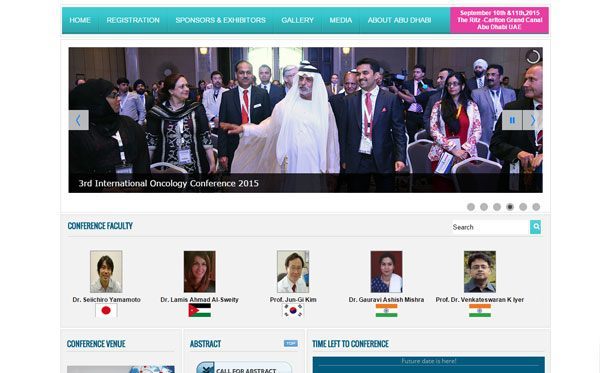 HOME REGISTRATION SPONSORS & EXHIBITORS GALLERY MEDIA ABOUT ABU DHABI
September 10th &11th,2015
The Ritz -Carlton Grand Canal
Abu Dhabi UAE
3rd International Oncology Conference 2015
CONFERENCE FACULTY
Search
Dr. Seiichiro Yamamoto
Dr. Lamis Ahmad Al-Sweity
Prof. Jun-Gi Kim
Dr. Gauravi Ashish Mishra
Prof. Dr. Venkateswaran K Iyer
CONFERENCE VENUE
ABSTRACT
TOP
CALL FOR ABSTRACT
TIME LEFT TO CONFERENCE
Future date is here!